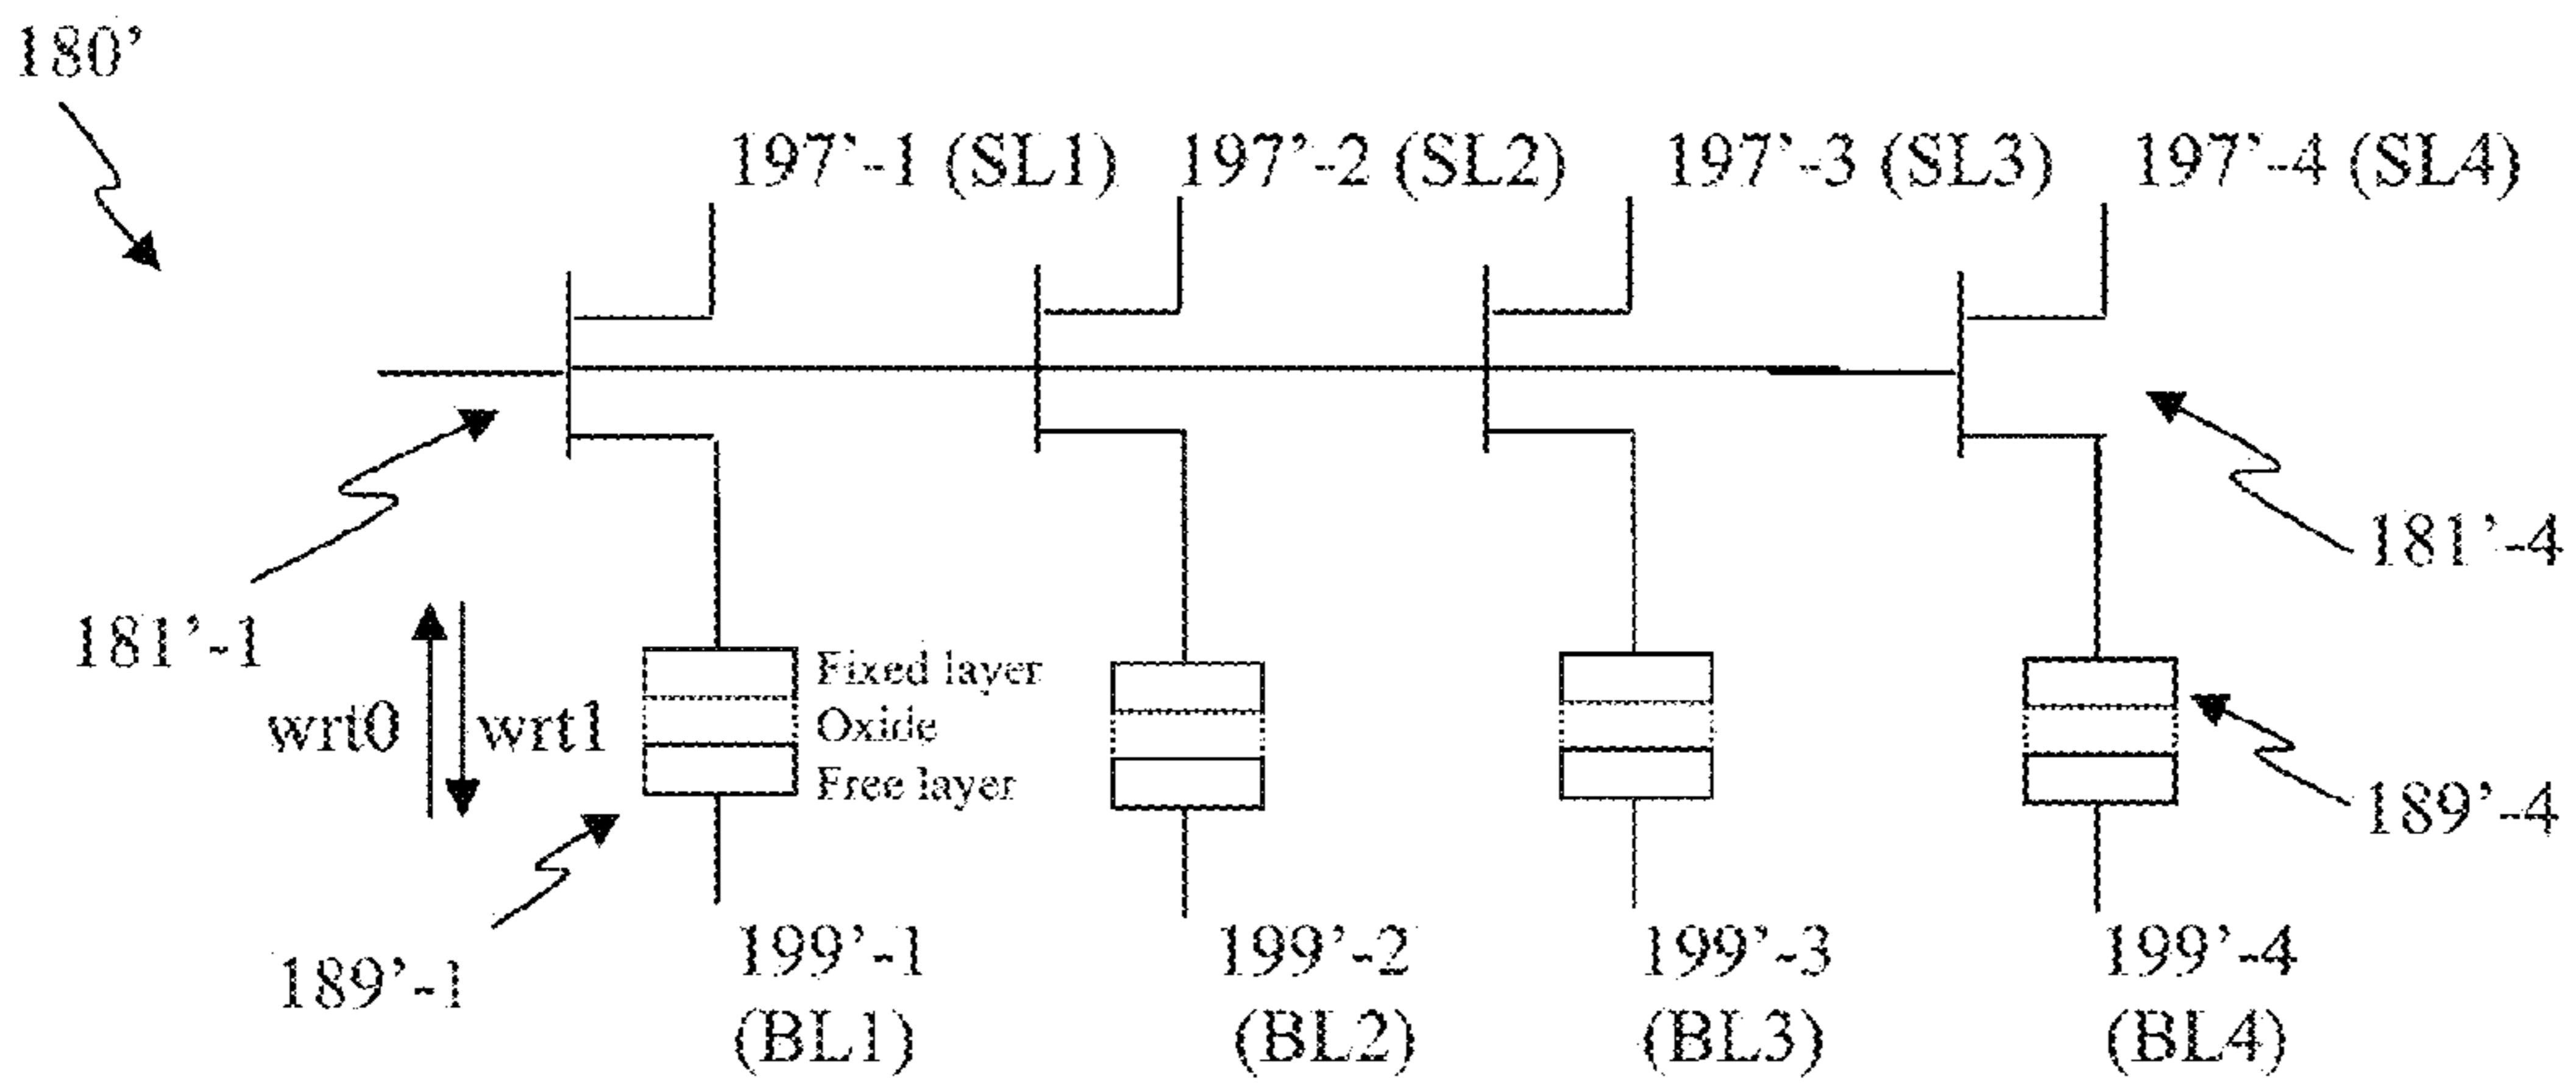 180’
197’-1 (SL1)
197’-2 (SL2)
197’-3 (SL3)
197’-4 (SL4)
181’-1
181’-4
wrt0
wrt1
Fixed layer
Oxide
Free layer
189’-1
189’-4
199’-1
(BL1)
199’-2
(BL2)
199’-3
(BL3)
199’-4
(BL4)